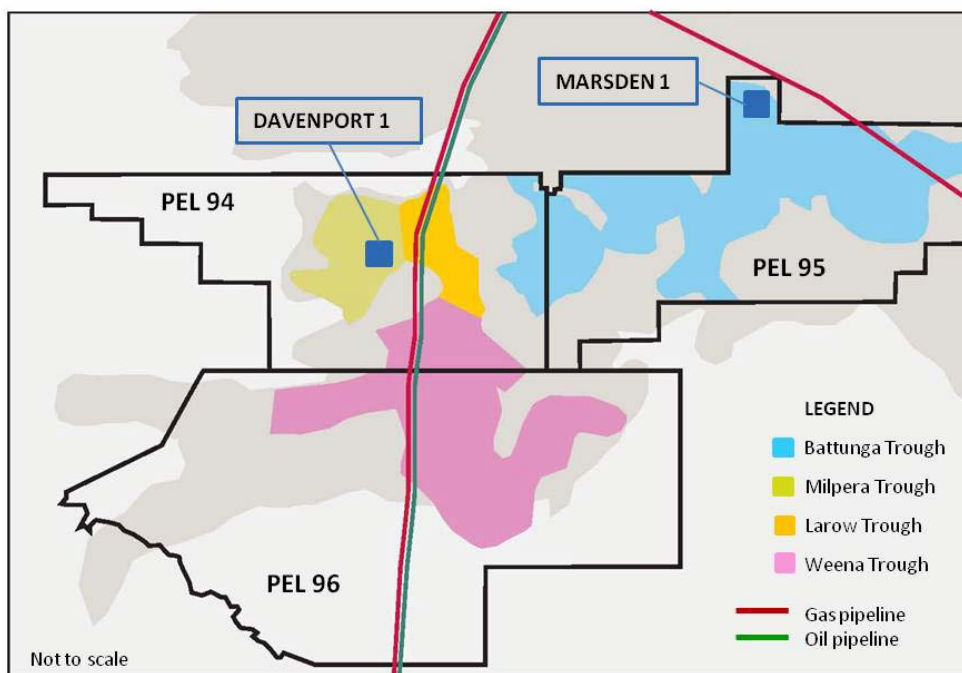 MARSDEN 1
DAVENPORT 1
PEL 94
PEL 95
PEL 96
LEGEND
Battunga Trough
Milpera Trough
Larow Trough
Weena Trough
Gas pipeline
Oil pipeline
Not to scale